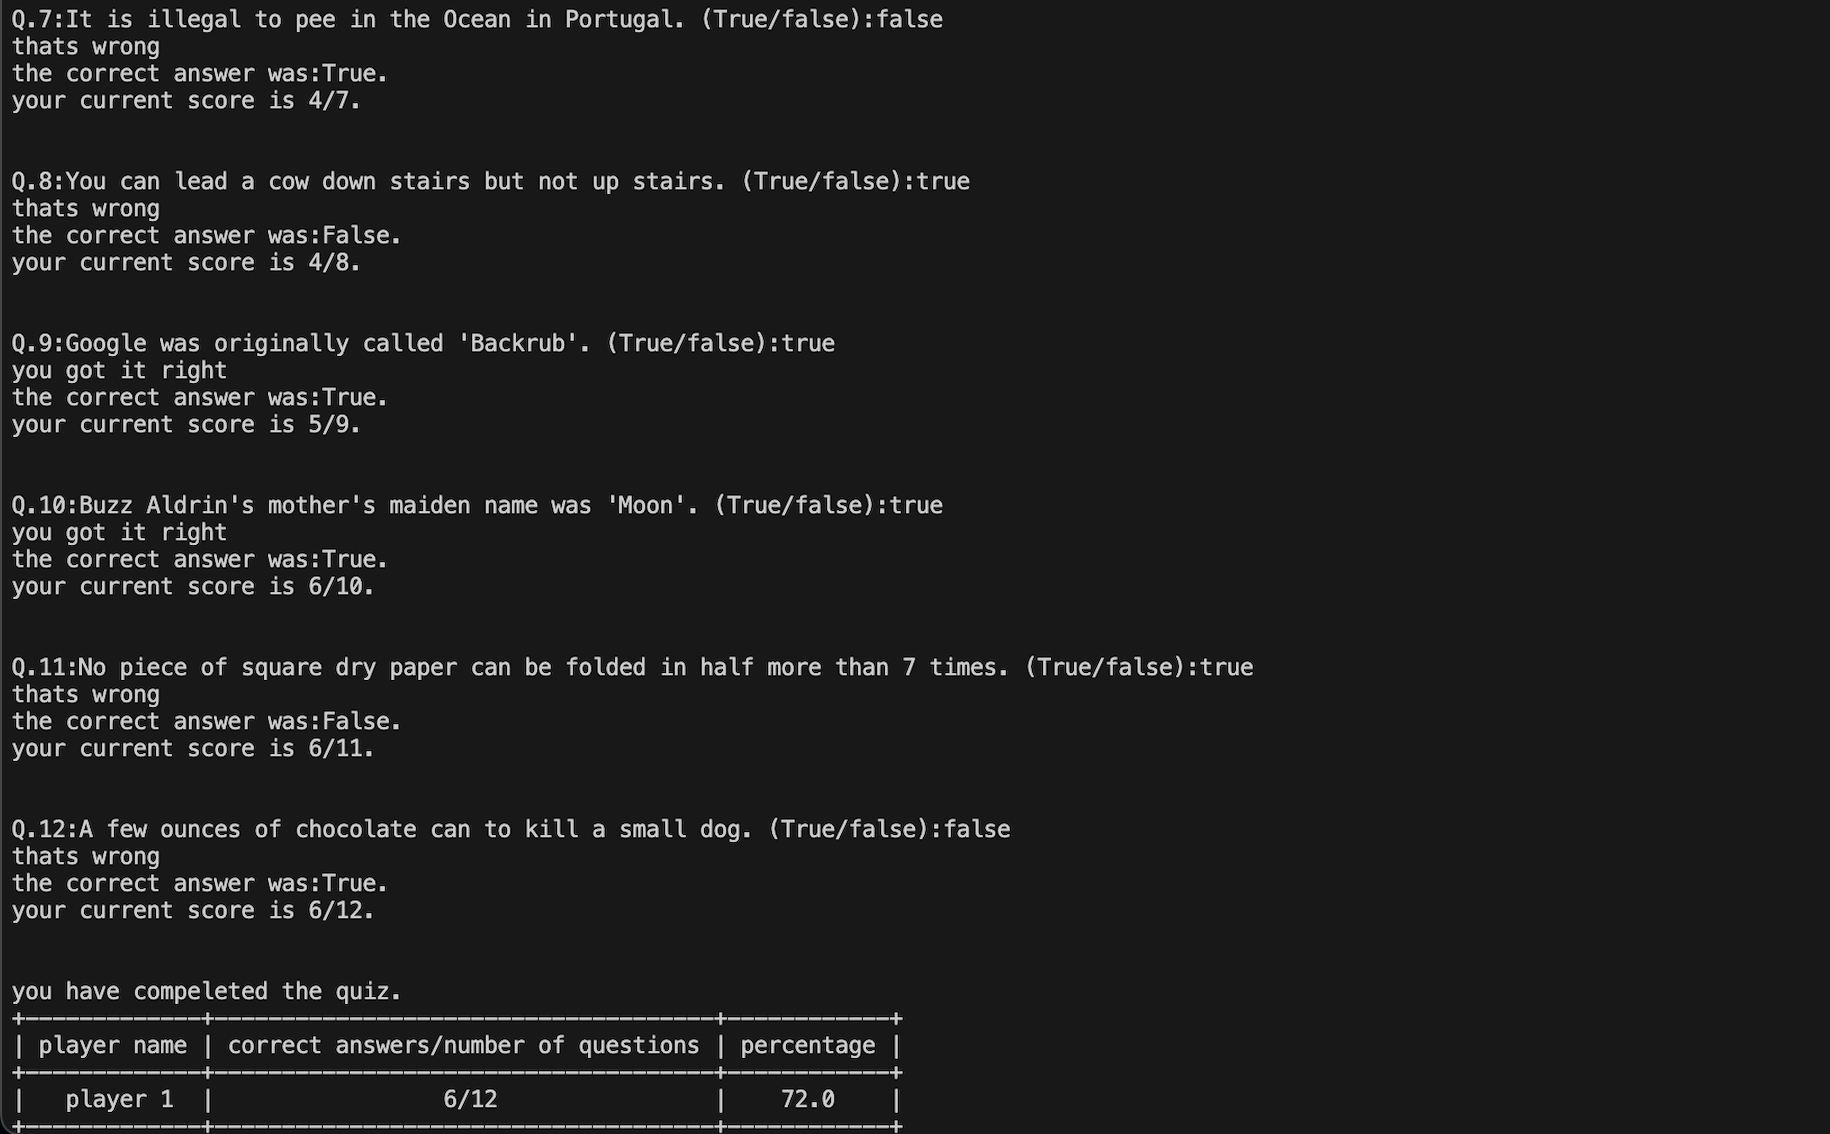 Q.7:It is illegal to pee in the Ocean in Portugal. (True/false):false
thats wrong
the correct answer was:True.
your current score is 4/7.
Q.8:You can lead a cow down stairs but not up stairs. (True/false):true
thats wrong
the correct answer was:False.
your current score is 4/8.
Q.9:Google was originally called 'Backrub'. (True/false):true
you got it right
the correct answer was:True.
your current score is 5/9.
Q.10:Buzz Aldrin's mother's maiden name was 'Moon'. (True/false):true
you got it right
the correct answer was:True.
your current score is 6/10.
Q.11:No piece of square dry paper can be folded in half more than 7 times. (True/false):true
thats wrong
the correct answer was:False.
your current score is 6/11.
Q.12:A few ounces of chocolate can to kill a small dog. (True/false):false
thats wrong
the correct answer was:True.
your current score is 6/12.
you have compeleted the quiz.
| player name | correct answers/number of questions | percentage |
| player 1 | 6/12 | 72.0 |